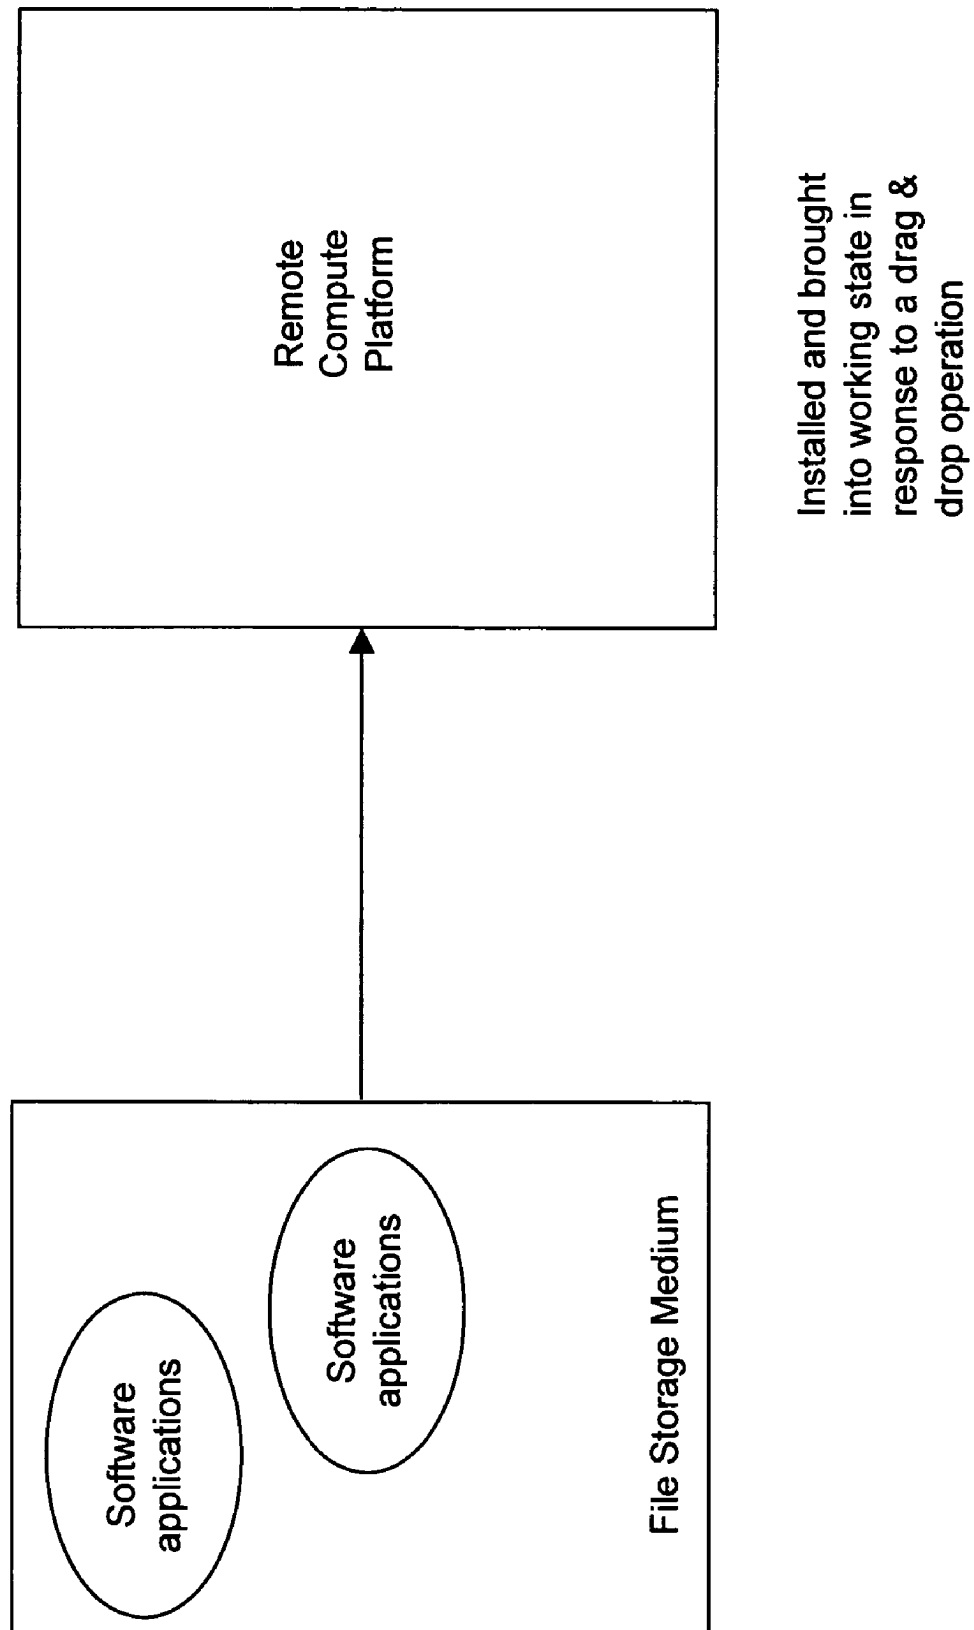 Software
applications
Software
applications
File Storage Medium
Remote
Compute
Platform
Installed and brought
into working state in
response to a drag &
drop operation